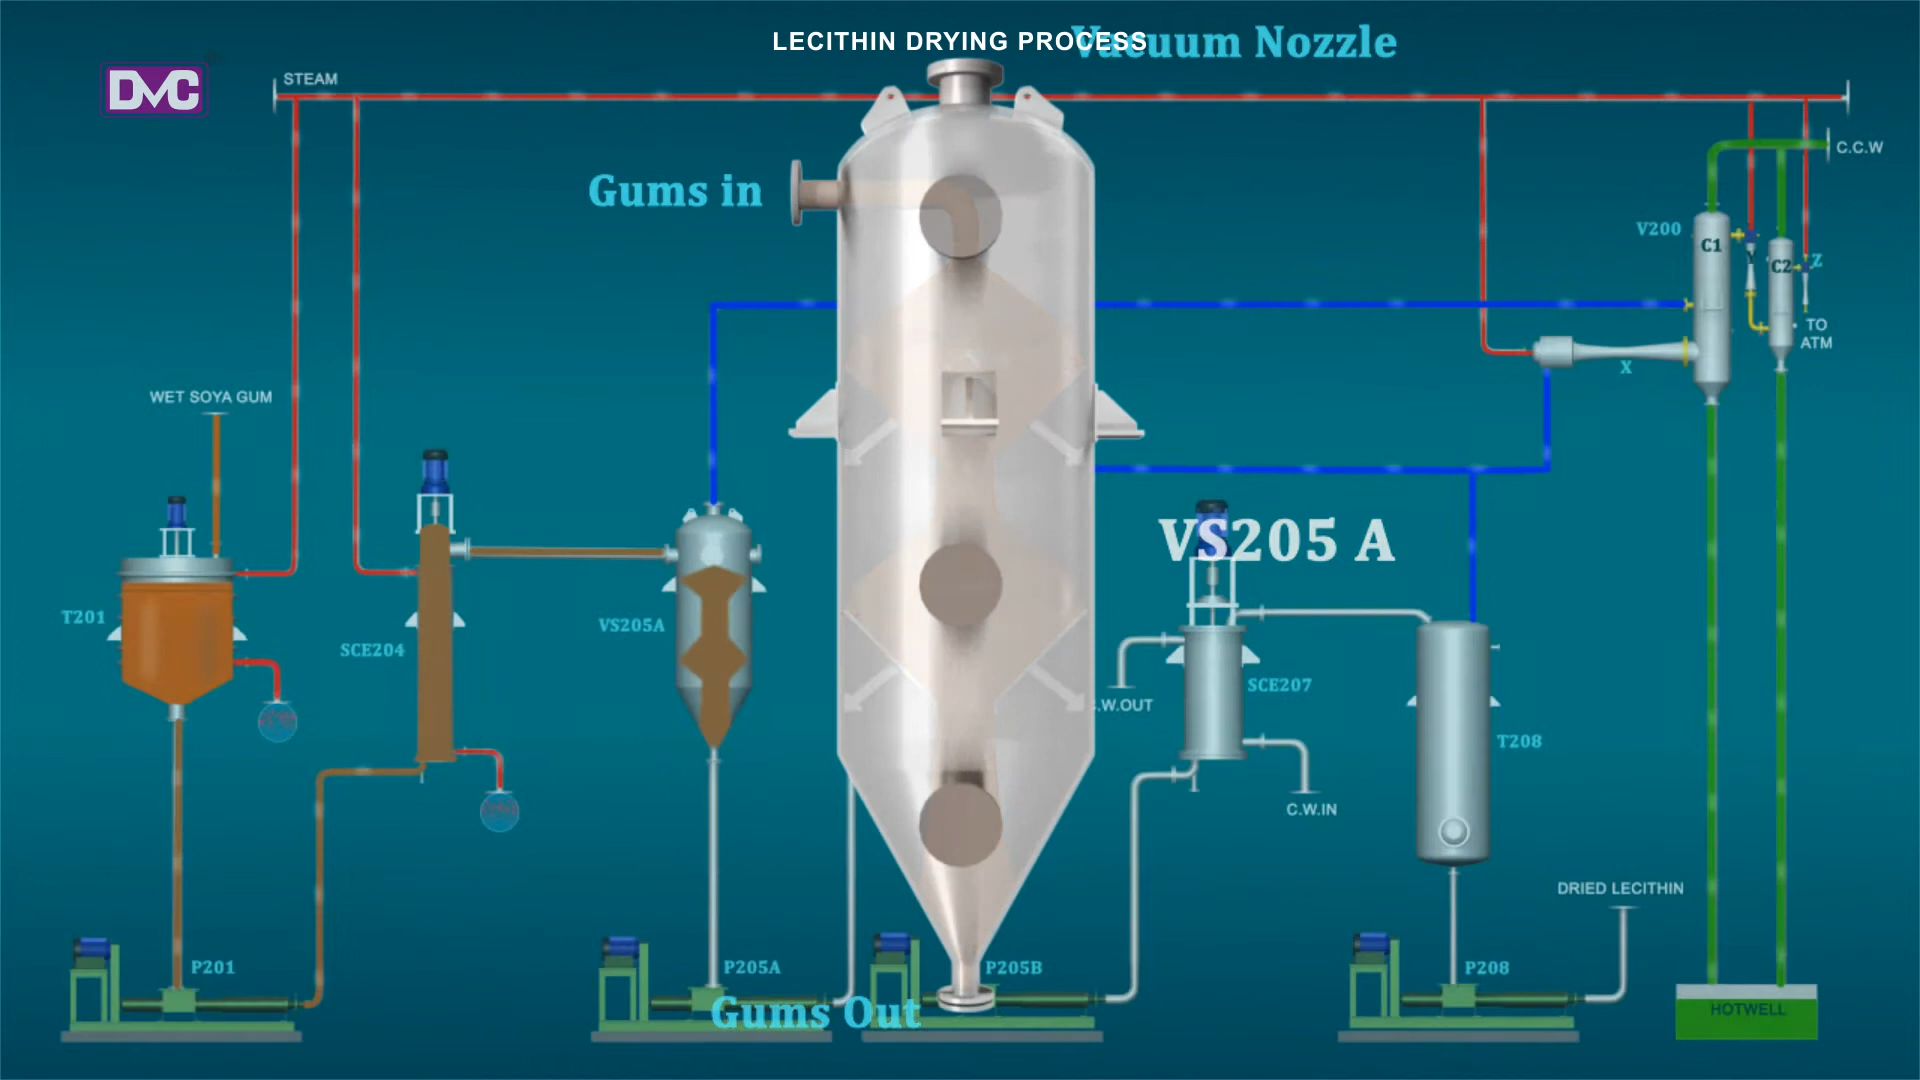 LECITHIN DRYING PROCESS
Vacuum Nozzle
DVC
STEAM
C.C.W
Gums in
V200
C1
Y
C2
Z
TO
ATM
X
WET SOYA GUM
VS205 A
T201
SCE204
VS205A
SCE207
.W.OUT
T208
C.W.IN
DRIED LECITHIN
P201
P205A
P205B
P208
Gums Out
HOTWELL